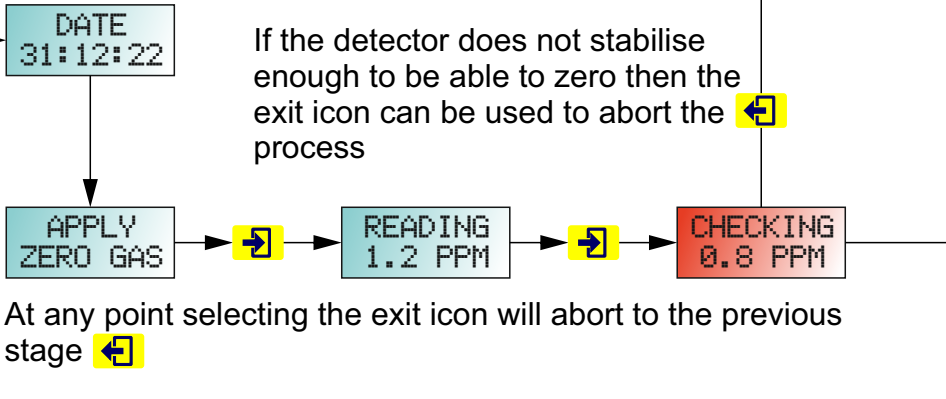 DATE
31:12:22
If the detector does not stabilise
enough to be able to zero then the
exit icon can be used to abort the
process
APPLY
ZERO GAS
READING
1.2 PPM
CHECKING
0.8 PPM
At any point selecting the exit icon will abort to the previous
stage